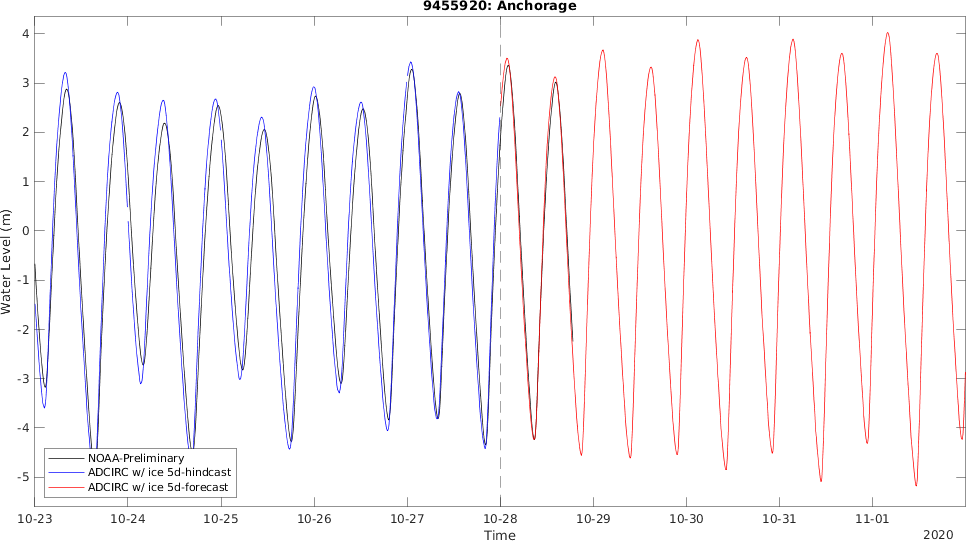 9455920: Anchorage
4
3
2
1
0
-1
-2
-3
-4
-5
Water Level (m)
NOAA-Preliminary
ADCIRC w/ ice 5d-hindcast
ADCIRC w/ ice 5d-forecast
10-23 10-24 10-25 10-26 10-27 10-28 10-29 10-30 10-31 11-01
Time
2020